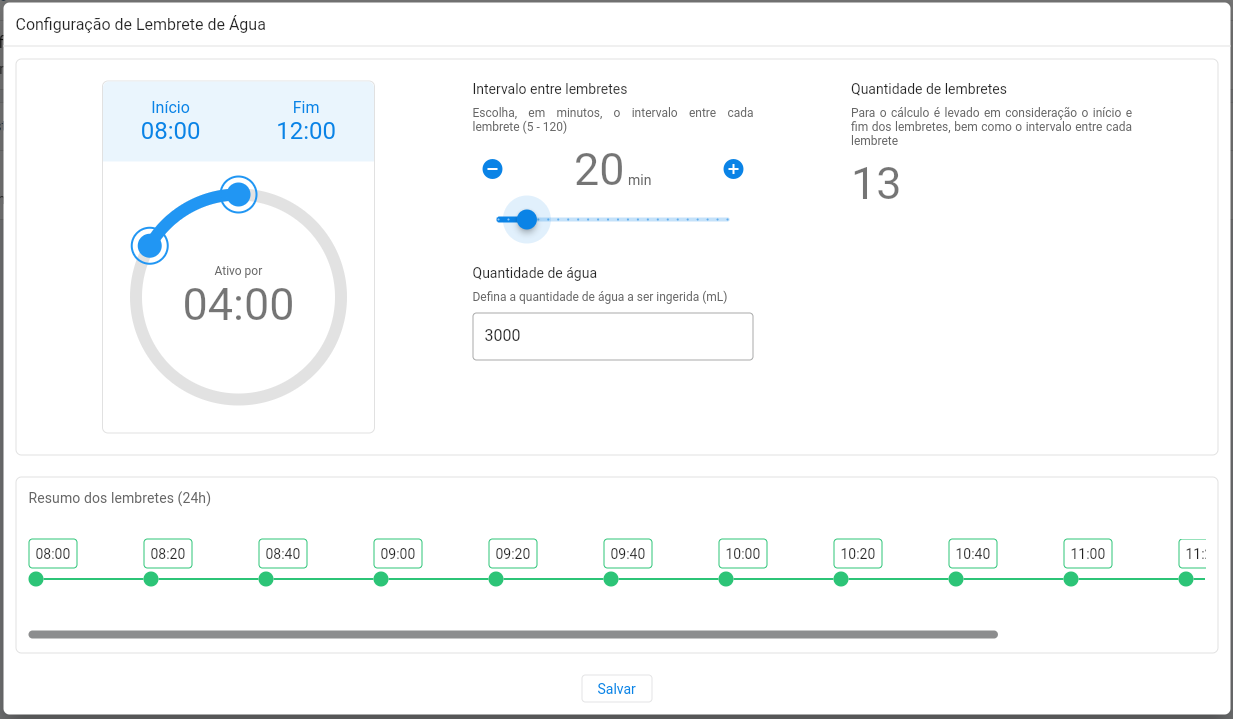 Configuração de Lembrete de Água
Início
08:00
Fim
12:00
Ativo por
04:00
Intervalo entre lembretes
Escolha, em minutos, o intervalo entre cada
lembrete (5 - 120)
20 min
Quantidade de água
Defina a quantidade de água a ser ingerida (mL)
3000
Quantidade de lembretes
Para o cálculo é levado em consideração o início e
fim dos lembretes, bem como o intervalo entre cada
lembrete
13
Resumo dos lembretes (24h)
08:00 08:20 08:40 09:00 09:20 09:40 10:00 10:20 10:40 11:00
Salvar